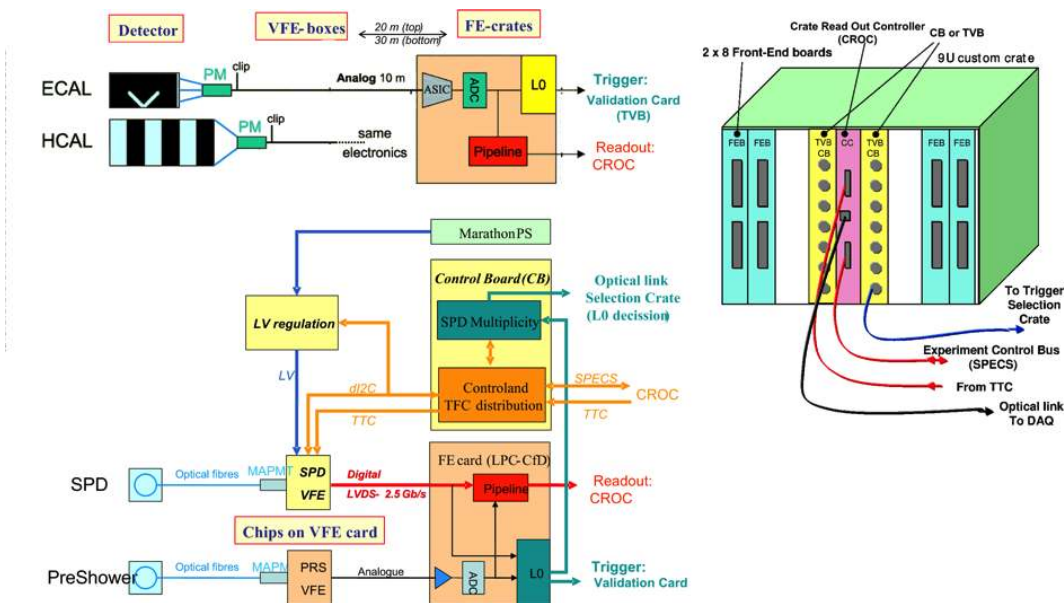 Detector
VFE-boxes
20 m (top)
30 m (bottom)
FE-crates
ECAL
PM
clip
Analog 10 m
ASIC
ADC
L0
Trigger:
Validation Card
(TVB)
HCAL
PM
clip
same
electronics
Pipeline
Readout:
CROC
Marathon PS
Control Board (CB)
SPD Multiplicity
Optical link
Selection Crate
(L0 decission)
LV regulation
LV
dI2C
TTC
Controland
TFC distribution
SPECS
TTC
CROC
SPD
Optical fibres
MAPMT
SPD
VFE
Digital
LVDS- 2.5 Gb/s
FE card (LPC-CfD)
Pipeline
Readout:
CROC
Chips on VFE card
PreShower
Optical fibres
MAPM
PRS
VFE
Analogue
ADC
L0
Trigger:
Validation Card
Crate Read Out Controller
(CROC)
CB or TVB
2 x 8 Front-End boards
9U custom crate
FEB
FEB
TVB
CB
CC
TVB
CB
FEB
FEB
To Trigger
Selection
Crate
Experiment Control Bus
(SPECS)
From TTC
Optical link
To DAQ